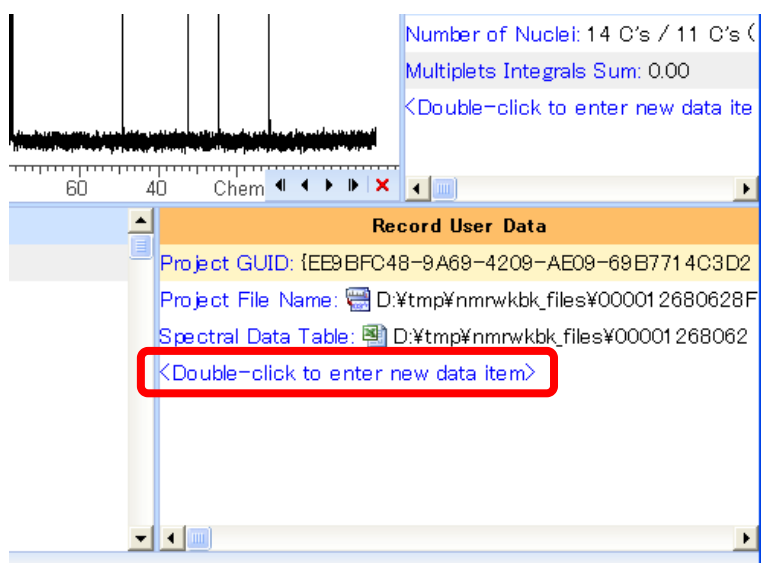 Number of Nuclei: 14 C's / 11 C's (
Multiplets Integrals Sum: 0.00
<Double-click to enter new data ite
60 40 Chem
Record User Data
Project GUID: {EE9BFC48-9A69-4209-AE09-69B7714C3D2
Project File Name: D:¥tmp¥nmrwkbk_files¥000012680628F
Spectral Data Table: D:¥tmp¥nmrwkbk_files¥00001268062
<Double-click to enter new data item>